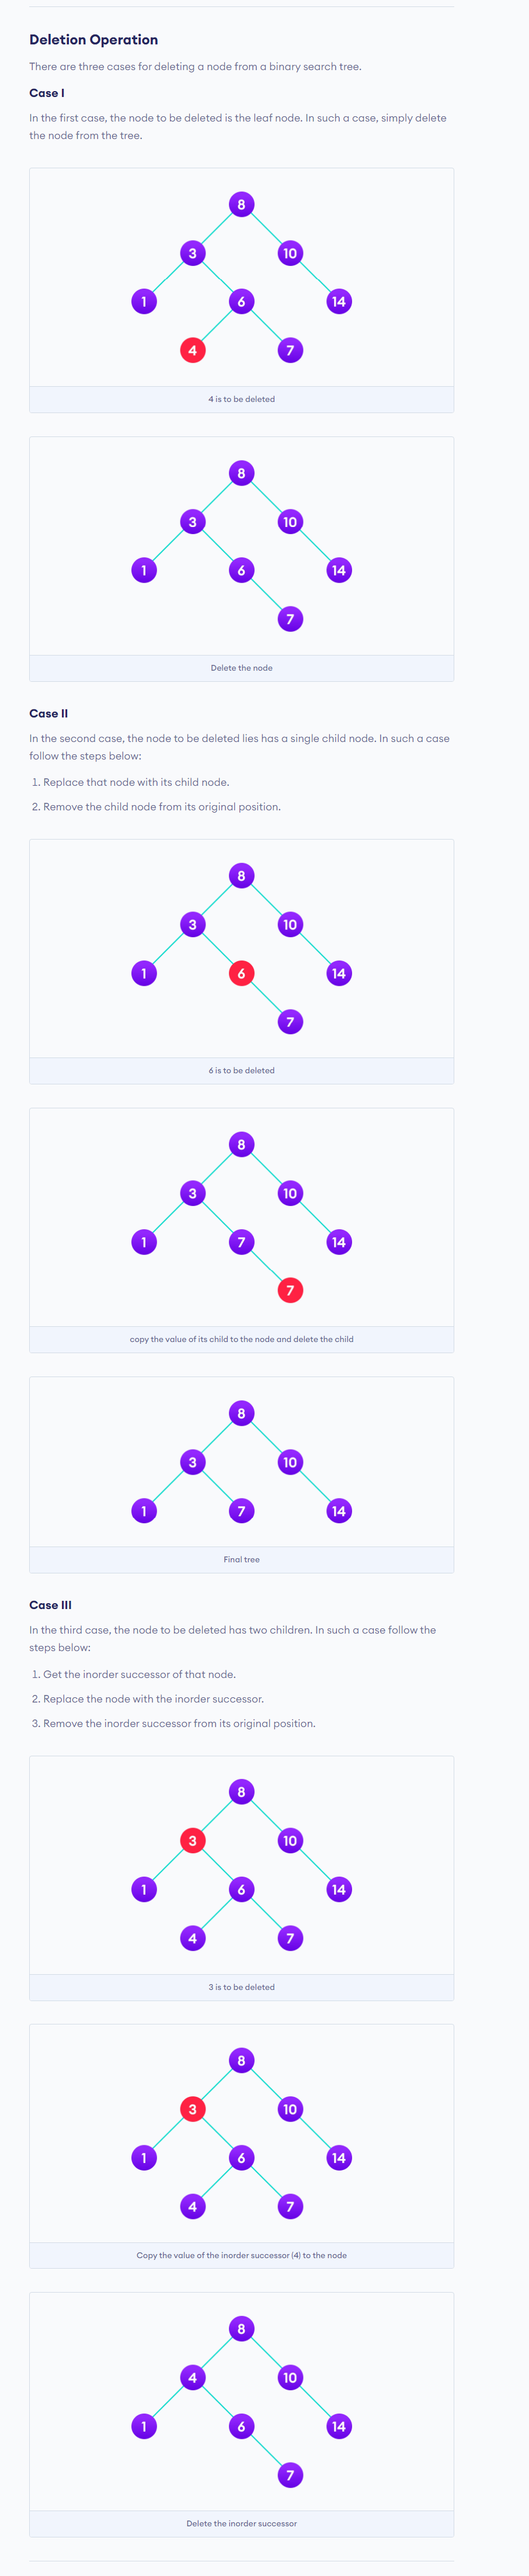 Deletion Operation
There are three cases for deleting a node from a binary search tree.
Case I
In the first case, the node to be deleted is the leaf node. In such a case, simply delete
the node from the tree.
8
3 10
1 6 14
4 7
4 is to be deleted
8
3 10
1 6 14
7
Delete the node
Case II
In the second case, the node to be deleted lies has a single child node. In such a case
follow the steps below:
1. Replace that node with its child node.
2. Remove the child node from its original position.
8
3 10
1 6 14
7
6 is to be deleted
8
3 10
1 7 14
7
copy the value of its child to the node and delete the child
8
3 10
1 7 14
Final tree
Case III
In the third case, the node to be deleted has two children. In such a case follow the
steps below:
1. Get the inorder successor of that node.
2. Replace the node with the inorder successor.
3. Remove the inorder successor from its original position.
8
3 10
1 6 14
4 7
3 is to be deleted
8
3 10
1 6 14
4 7
Copy the value of the inorder successor (4) to the node
8
4 10
1 6 14
7
Delete the inorder successor